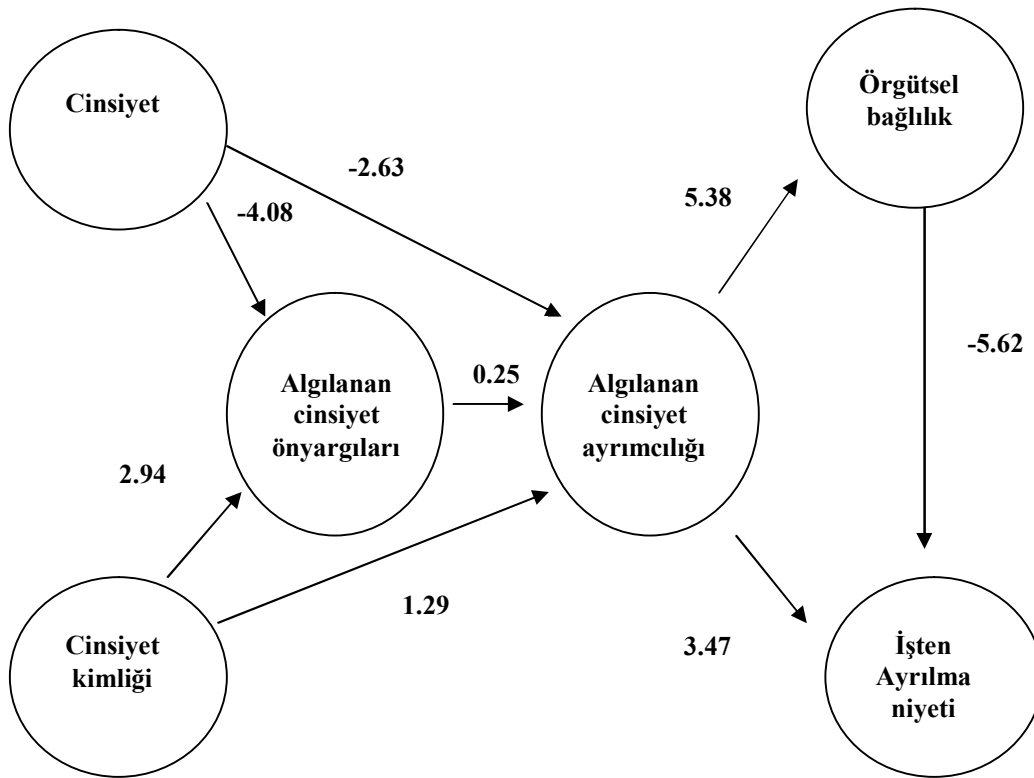 Cinsiyet
Örgütsel
bağlılık
-2.63
-4.08
5.38
Algılanan
cinsiyet
önyargıları
0.25
Algılanan
cinsiyet
ayrımcılığı
-5.62
2.94
1.29
Cinsiyet
kimliği
3.47
İşten
Ayrılma
niyeti